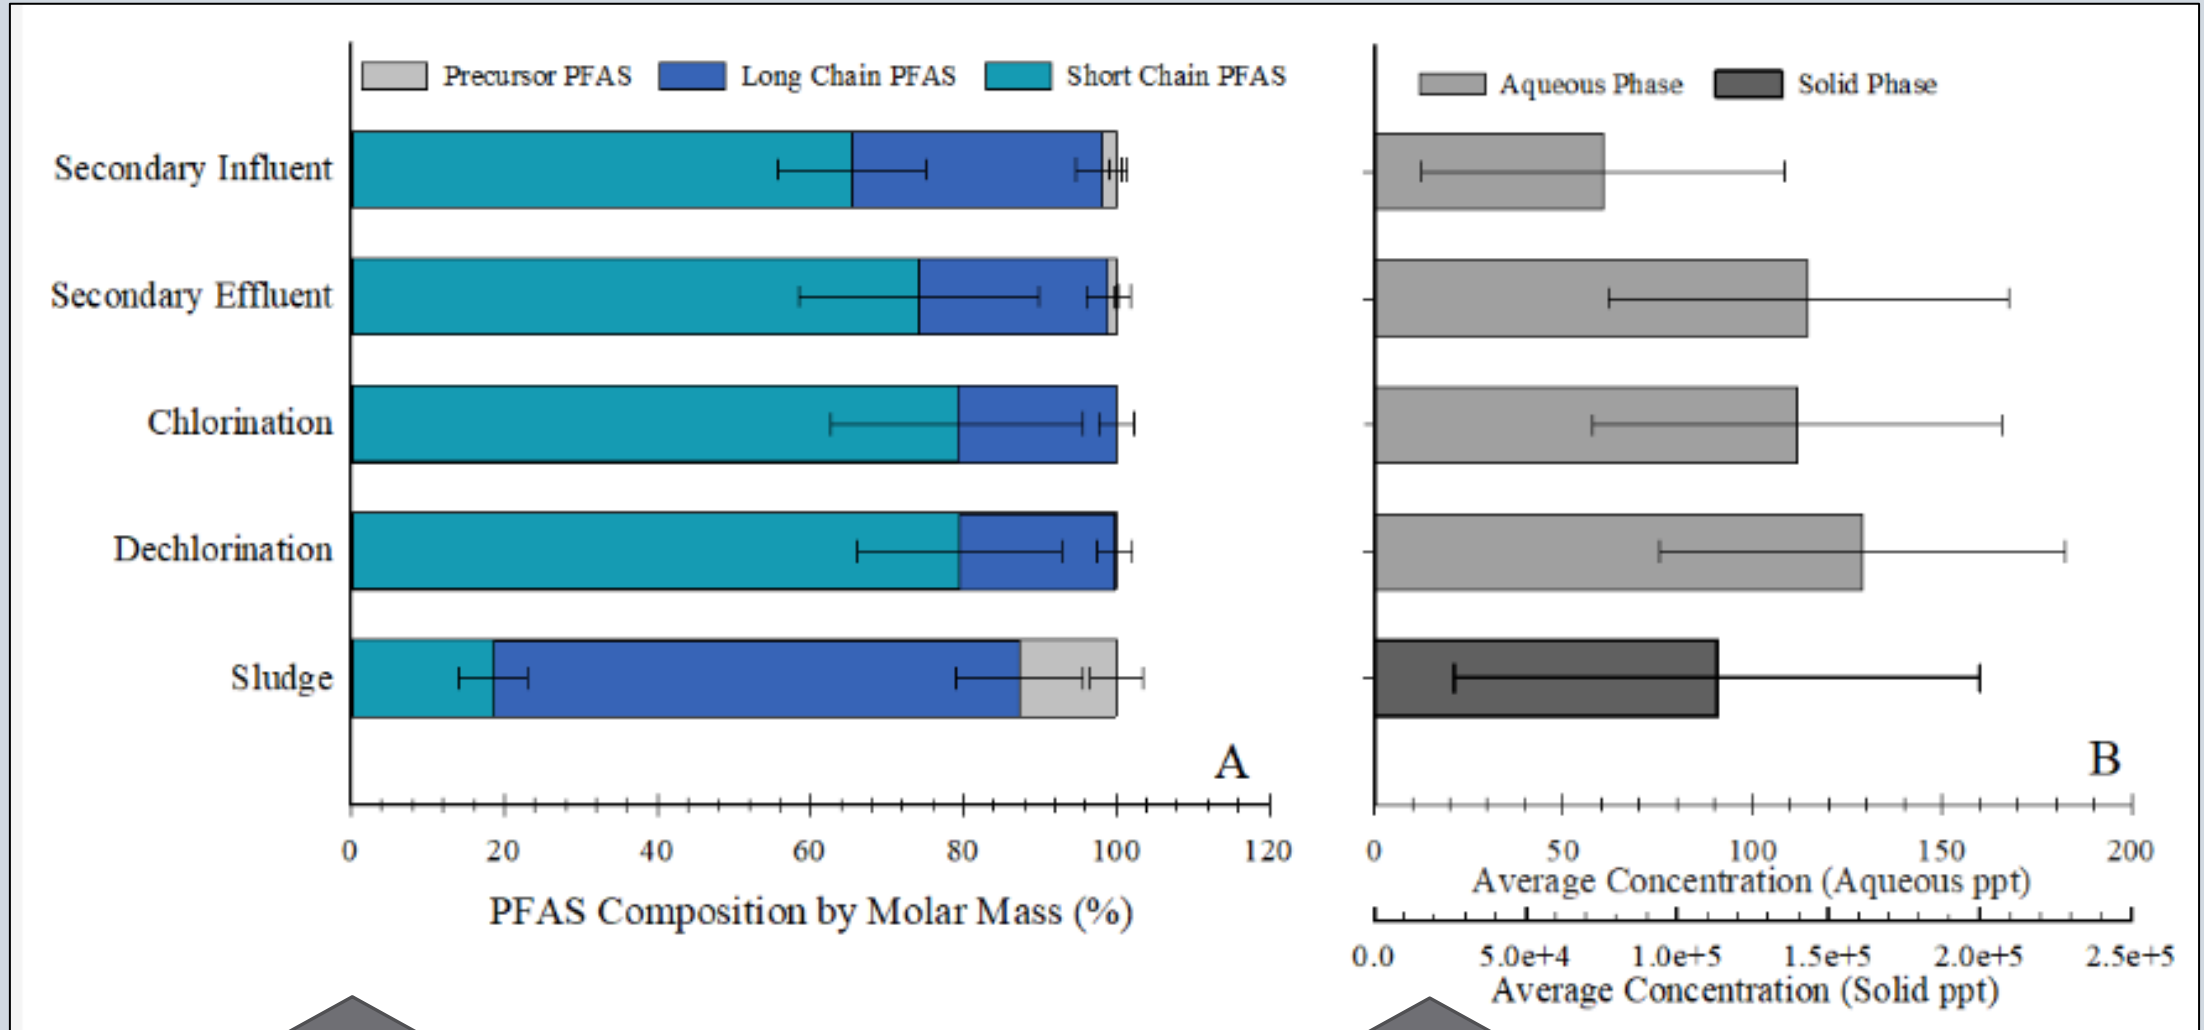 Precursor PFAS Long Chain PFAS Short Chain PFAS
Secondary Influent
Secondary Effluent
Chlorination
Dechlorination
Sludge
A
0 20 40 60 80 100 120
PFAS Composition by Molar Mass (%)
Aqueous Phase Solid Phase
B
0 50 100 150 200
Average Concentration (Aqueous ppt)
0.0 5.0e+4 1.0e+5 1.5e+5 2.0e+5 2.5e+5
Average Concentration (Solid ppt)